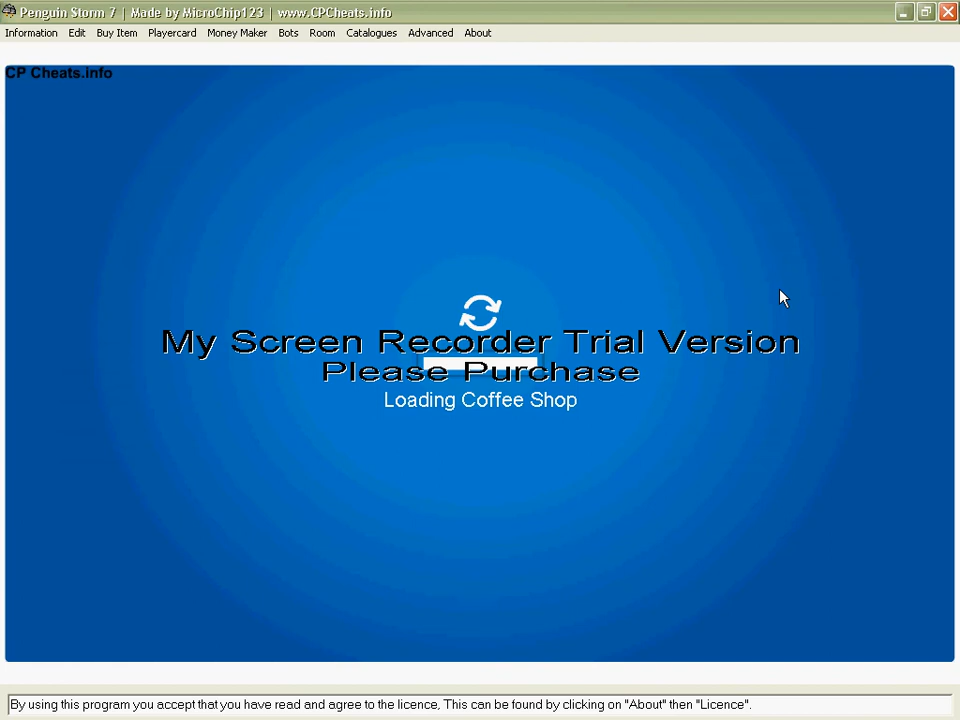 Penguin Storm 7 | Made by MicroChip123 | www.CPCheats.info
Information Edit Buy Item Playercard Money Maker Bots Room Catalogues Advanced About
CP Cheats.info
My Screen Recorder Trial Version
Please Purchase
Loading Coffee Shop
By using this program you accept that you have read and agree to the licence, This can be found by clicking on "About" then "Licence".